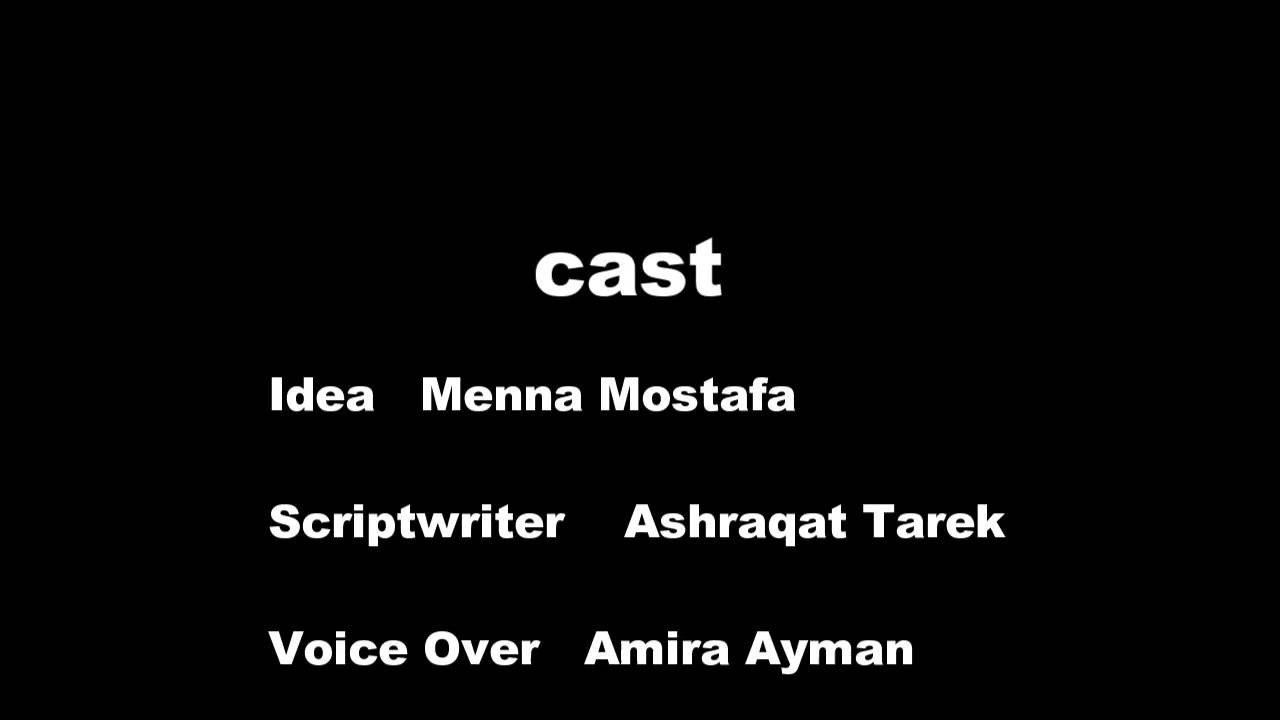 cast
Idea Menna Mostafa
Scriptwriter Ashraqat Tarek
Voice Over Amira Ayman